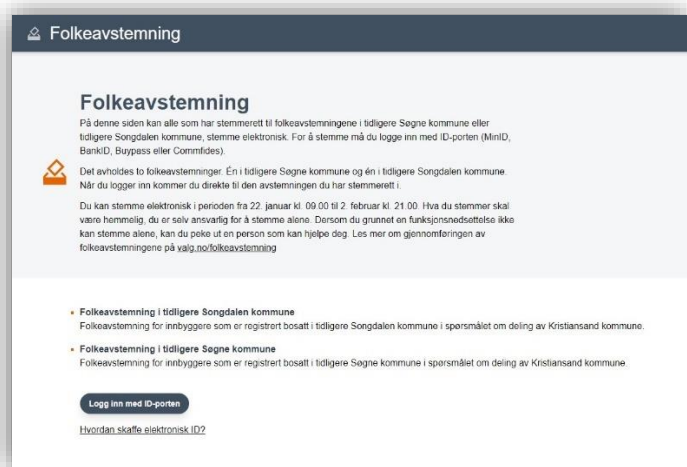 Folkeavstemning
Folkeavstemning
På denne siden kan alle som har stemmerett til folkeavstemningene i tidligere Søgne kommune eller
tidligere Songdalen kommune, stemme elektronisk. For å stemme må du logge inn med ID-porten (MinID,
BankID, Buypass eller Commfides).
Det avholdes to folkeavstemninger. Én i tidligere Søgne kommune og én i tidligere Songdalen kommune.
Når du logger inn kommer du direkte til den avstemningen du har stemmerett i.
Du kan stemme elektronisk i perioden fra 22. januar kl. 09.00 til 2. februar kl. 21.00. Hva du stemmer skal
være hemmelig, du er selv ansvarlig for å stemme alene. Dersom du grunnet en funksjonsnedsettelse ikke
kan stemme alene, kan du peke ut en person som kan hjelpe deg. Les mer om gjennomføringen av
folkeavstemningene på valg.no/folkeavstemning
Folkeavstemning i tidligere Songdalen kommune
Folkeavstemning for innbyggere som er registrert bosatt i tidligere Songdalen kommune i spørsmålet om deling av Kristiansand kommune.
Folkeavstemning i tidligere Søgne kommune
Folkeavstemning for innbyggere som er registrert bosatt i tidligere Søgne kommune i spørsmålet om deling av Kristiansand kommune.
Logg inn med ID-porten
Hvordan skaffe elektronisk ID?